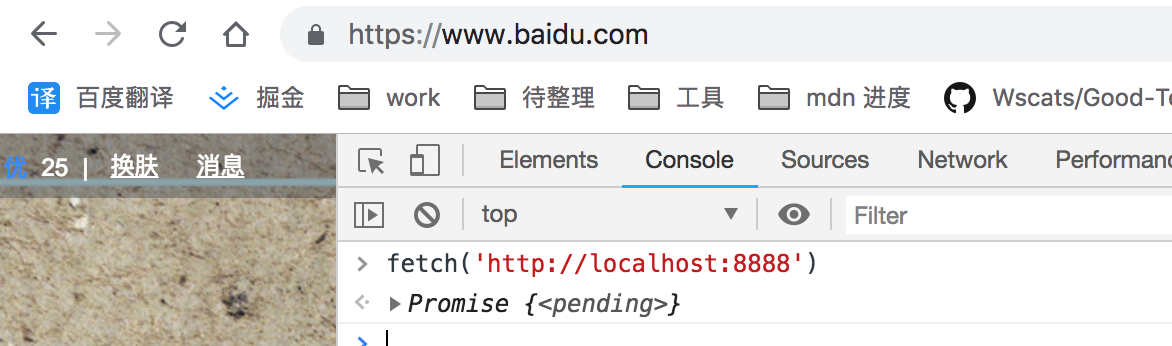 https://www.baidu.com
译 百度翻译 掘金 work 待整理 工具 mdn 进度 Wscats/Good-Te
优 25 | 换肤 消息
Elements Console Sources Network Performanc
top ▼ Filter
> fetch('http://localhost:8888')
Promise {<pending>}
>